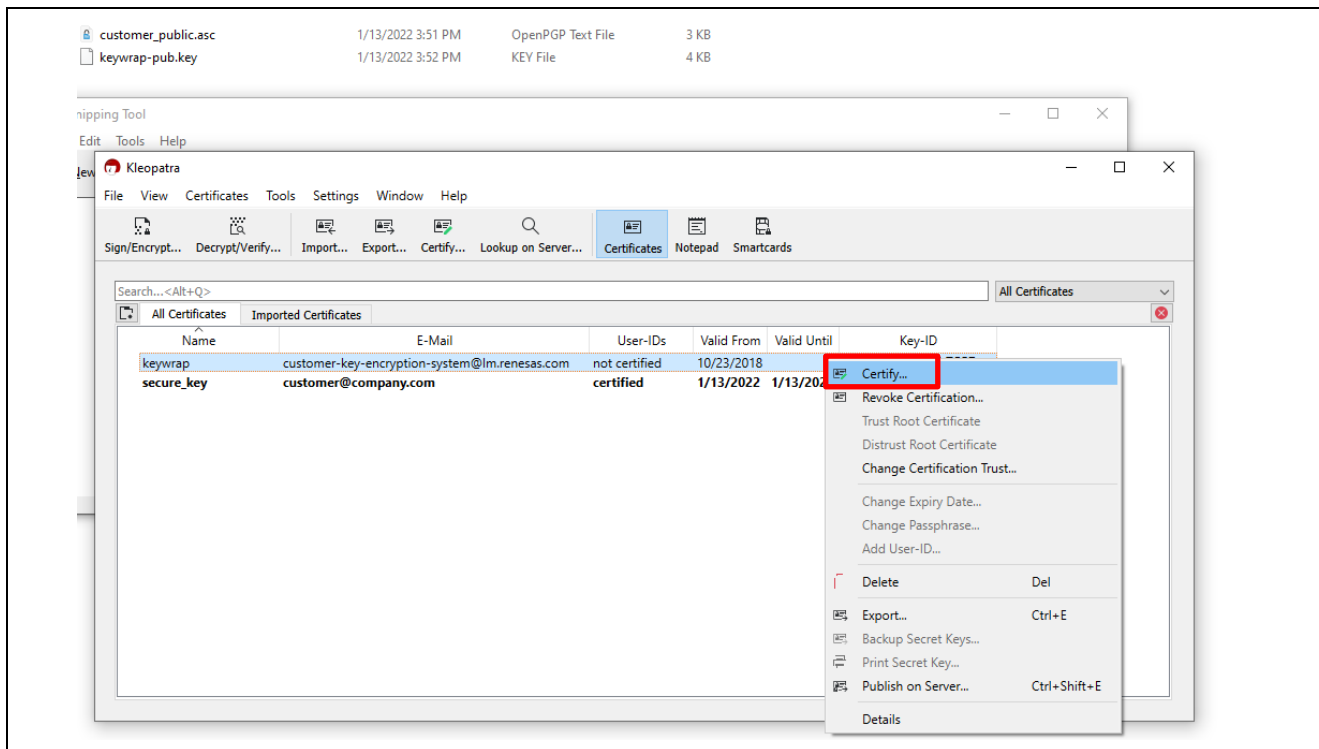 customer_public.asc 1/13/2022 3:51 PM OpenPGP Text File 3 KB
keywrap-pub.key 1/13/2022 3:52 PM KEY File 4 KB
nipping Tool
Edit Tools Help
Kleopatra
File View Certificates Tools Settings Window Help
Sign/Encrypt... Decrypt/Verify... Import... Export... Certify... Lookup on Server... Certificates Notepad Smartcards
Search...<Alt+Q> All Certificates
All Certificates Imported Certificates
Name E-Mail User-IDs Valid From Valid Until Key-ID
keywrap customer-key-encryption-system@lm.renesas.com not certified 10/23/2018
secure_key customer@company.com certified 1/13/2022 1/13/202
Certify...
Revoke Certification...
Trust Root Certificate
Distrust Root Certificate
Change Certification Trust...
Change Expiry Date...
Change Passphrase...
Add User-ID...
Delete Del
Export... Ctrl+E
Backup Secret Keys...
Print Secret Key...
Publish on Server... Ctrl+Shift+E
Details